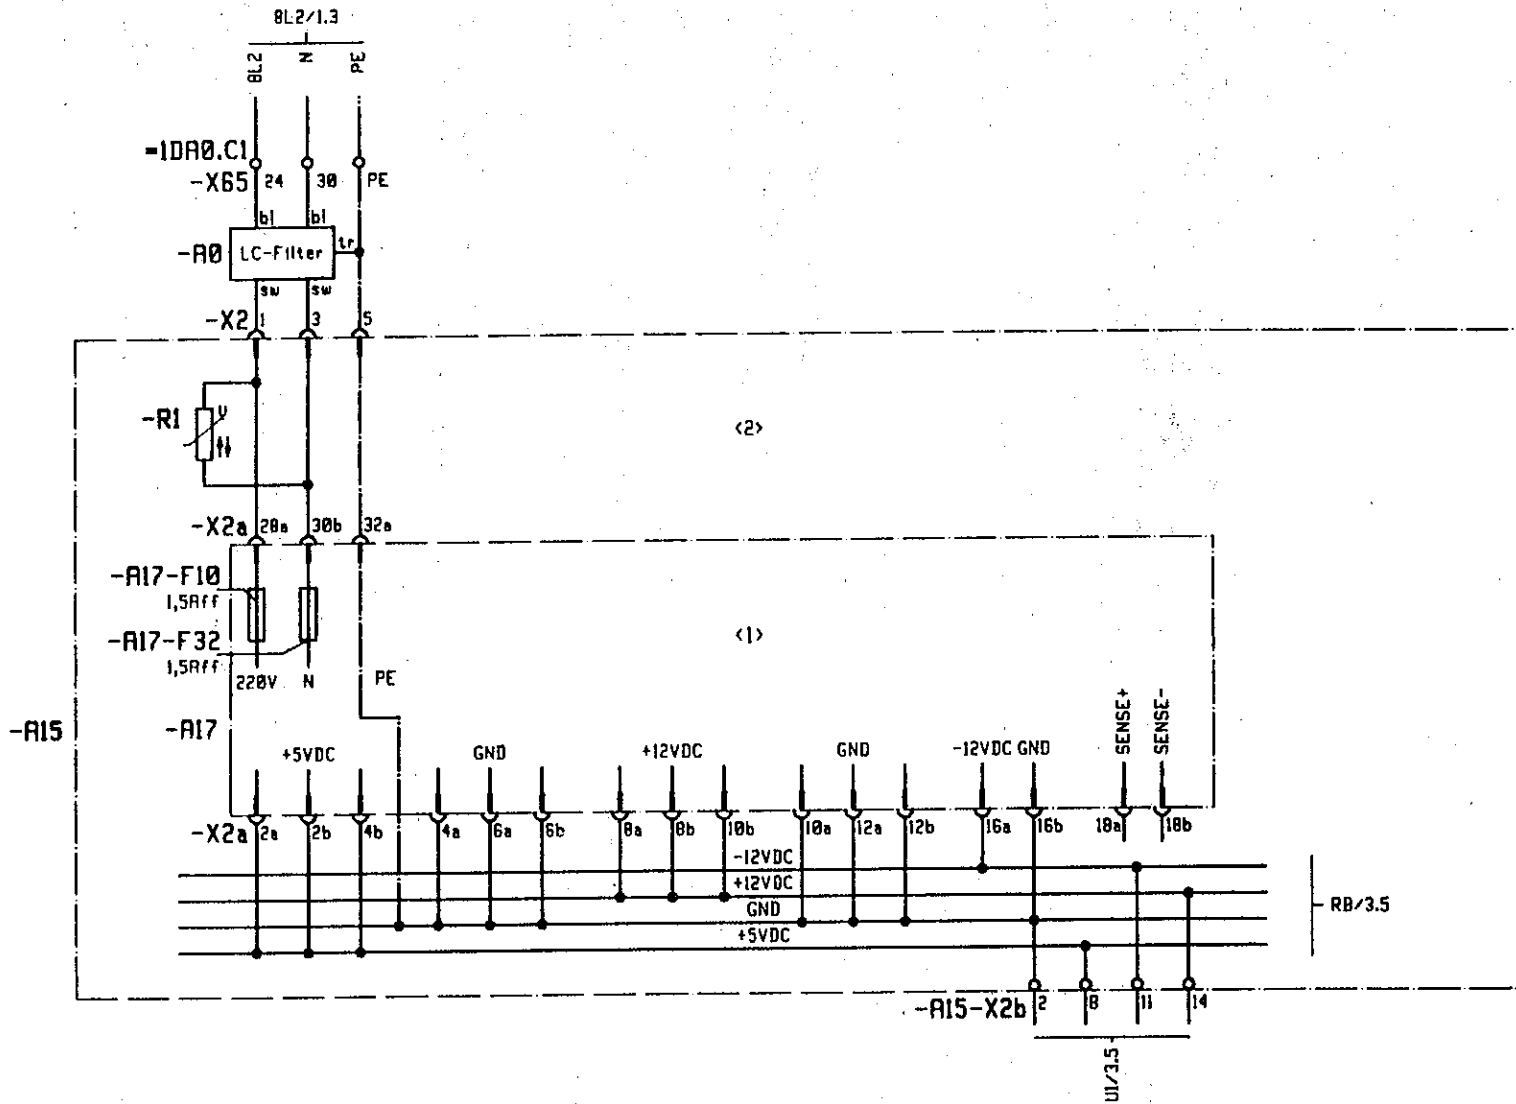 8L2/1.3
8L2 N PE
=1DA0.C1
-X65 24 30 PE
bl bl
-A0 LC-Filter tr
sw sw
-X2 1 3 5
-R1 U
<2>
-X2a 28a 30b 32a
-A17-F10
1,5Aff
-A17-F32
1,5Aff
<1>
220V N PE
-A15
-A17
SENSE+ SENSE-
+5VDC GND +12VDC GND -12VDC GND
-X2a 2a 2b 4b 4a 6a 6b 8a 8b 10b 10a 12a 12b 16a 16b 18a 18b
-12VDC
+12VDC
GND
+5VDC
RB/3.5
-A15-X2b 2 8 11 14
U1/3.5